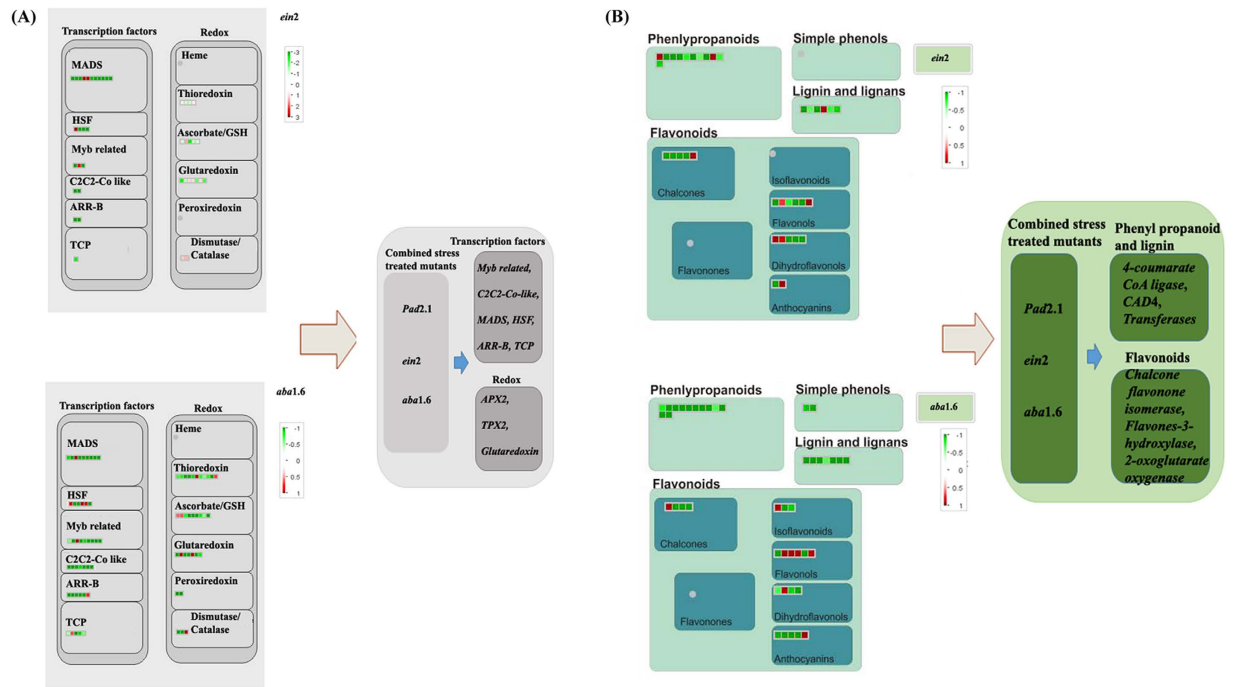 (A)
ein2
Transcription factors
Redox
MADS
HSF
Myb related
C2C2-Co like
ARR-B
TCP
Heme
Thioredoxin
Ascorbate/GSH
Glutaredoxin
Peroxiredoxin
Dismutase/
Catalase
-3
-2
-1
0
1
2
3
aba1.6
Transcription factors
Redox
MADS
HSF
Myb related
C2C2-Co like
ARR-B
TCP
Heme
Thioredoxin
Ascorbate/GSH
Glutaredoxin
Peroxiredoxin
Dismutase/
Catalase
-1
-0.5
0
0.5
1
Combined stress
treated mutants
Pad2.1
ein2
aba1.6
Transcription factors
Myb related,
C2C2-Co-like,
MADS, HSF,
ARR-B, TCP
Redox
APX2,
TPX2,
Glutaredoxin
(B)
Phenlypropanoids
Simple phenols
ein2
Lignin and lignans
Flavonoids
Chalcones
Isoflavonoids
Flavonols
Flavonones
Dihydroflavonols
Anthocyanins
-1
-0.5
0
0.5
1
Phenlypropanoids
Simple phenols
aba1.6
Lignin and lignans
Flavonoids
Chalcones
Isoflavonoids
Flavonols
Flavonones
Dihydroflavonols
Anthocyanins
-1
-0.5
0
0.5
1
Combined stress
treated mutants
Pad2.1
ein2
aba1.6
Phenyl propanoid
and lignin
4-coumarate
CoA ligase,
CAD4,
Transferases
Flavonoids
Chalcone
flavonone
isomerase,
Flavones-3-
hydroxylase,
2-oxoglutarate
oxygenase